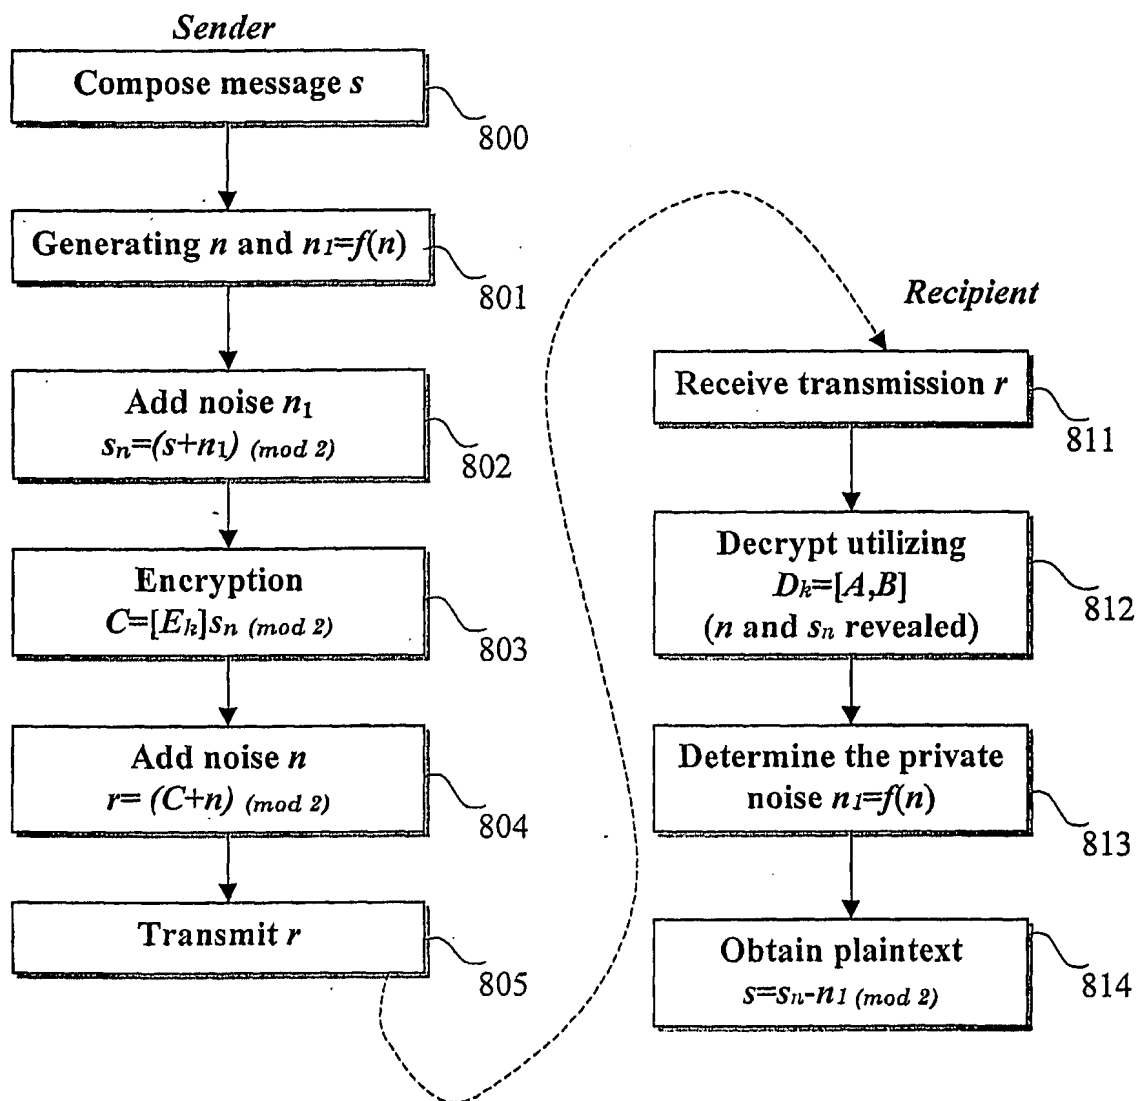 Sender
Compose message s
800
Generating n and n1=f(n)
801
Add noise n1
sn=(s+n1) (mod 2)
802
Encryption
C=[Ek]sn (mod 2)
803
Add noise n
r= (C+n) (mod 2)
804
Transmit r
805
Recipient
Receive transmission r
811
Decrypt utilizing
Dk=[A,B]
(n and sn revealed)
812
Determine the private
noise n1=f(n)
813
Obtain plaintext
s=sn-n1 (mod 2)
814